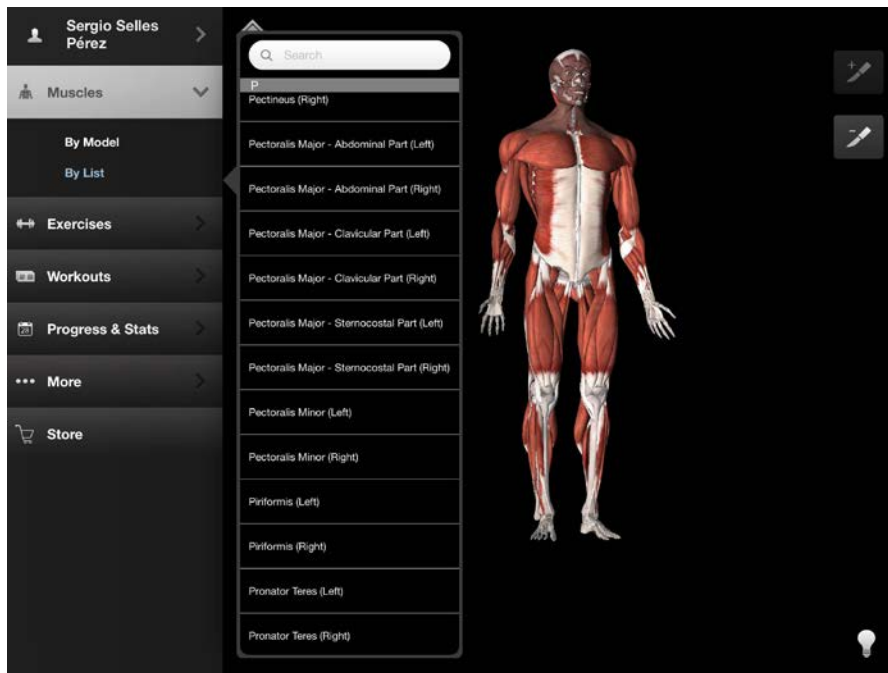 Sergio Selles
Pérez
Muscles
By Model
By List
Exercises
Workouts
Progress & Stats
More
Store
Search
P
Pectineus (Right)
Pectoralis Major - Abdominal Part (Left)
Pectoralis Major - Abdominal Part (Right)
Pectoralis Major - Clavicular Part (Left)
Pectoralis Major - Clavicular Part (Right)
Pectoralis Major - Sternocostal Part (Left)
Pectoralis Major - Sternocostal Part (Right)
Pectoralis Minor (Left)
Pectoralis Minor (Right)
Piriformis (Left)
Piriformis (Right)
Pronator Teres (Left)
Pronator Teres (Right)